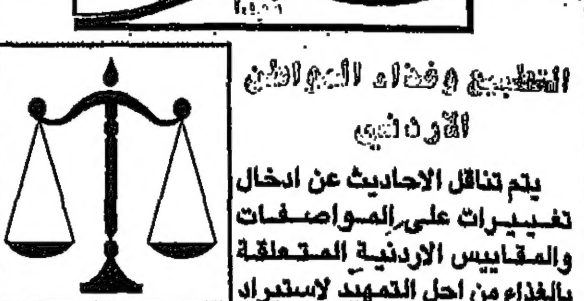 التطبيع وغذاء المواطن
الأردني
يتم تناقل الاحاديث عن ادخال
تغييرات على المواصفات
والمقاييس الاردنية المتعلقة
بالغذاء من اجل التمهيد لاستيراد